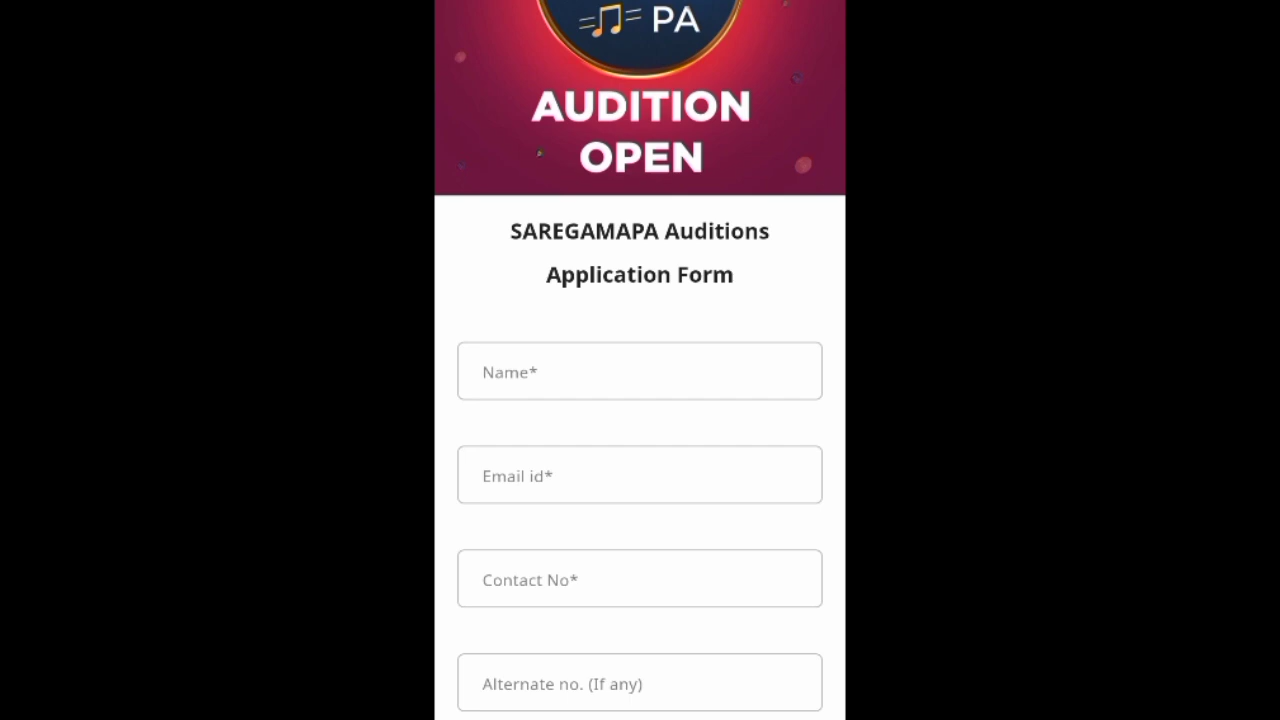 PA
AUDITION
OPEN
SAREGAMAPA Auditions
Application Form
Name*
Email id*
Contact No*
Alternate no. (If any)